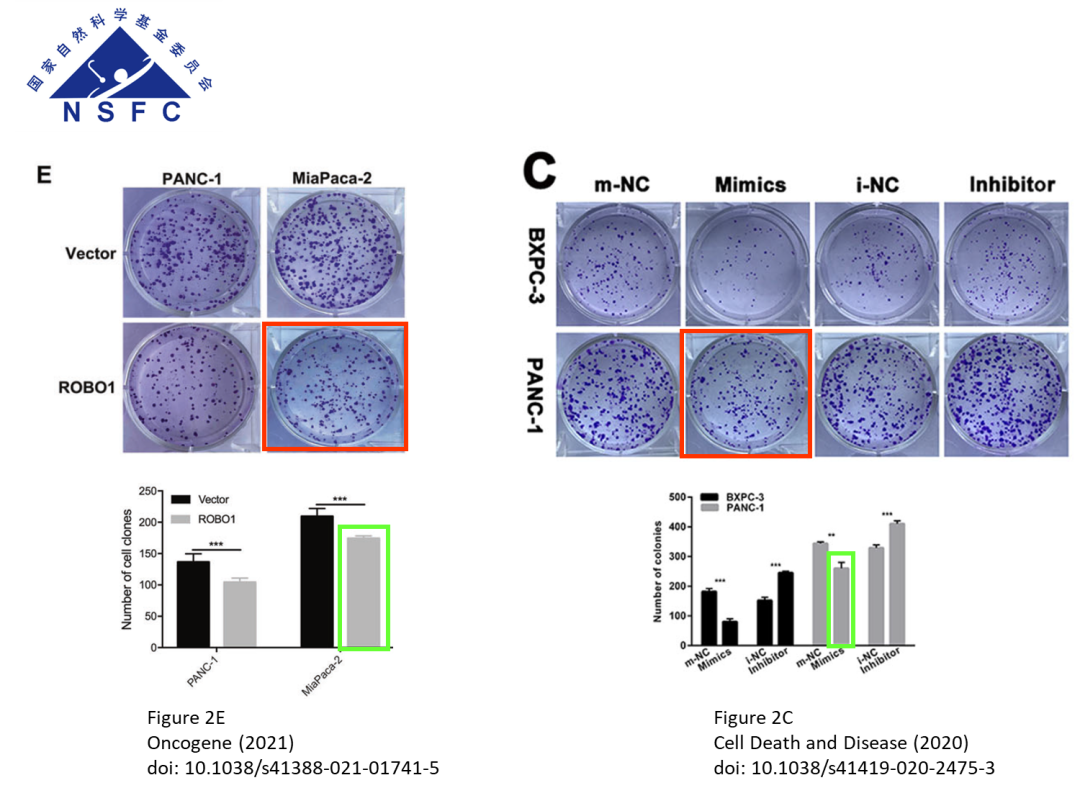 国家自然科学基金委员会
NSFC
E
PANC-1 MiaPaca-2
Vector
ROBO1
250
200
150
100
50
0
Number of cell clones
Vector
ROBO1
***
***
PANC-1
MiaPaca-2
Figure 2E
Oncogene (2021)
doi: 10.1038/s41388-021-01741-5
C
m-NC Mimics i-NC Inhibitor
BXPC-3
PANC-1
500
400
300
200
100
0
Number of colonies
BXPC-3
PANC-1
***
***
**
***
m-NC
Mimics
i-NC
Inhibitor
m-NC
Mimics
i-NC
Inhibitor
Figure 2C
Cell Death and Disease (2020)
doi: 10.1038/s41419-020-2475-3